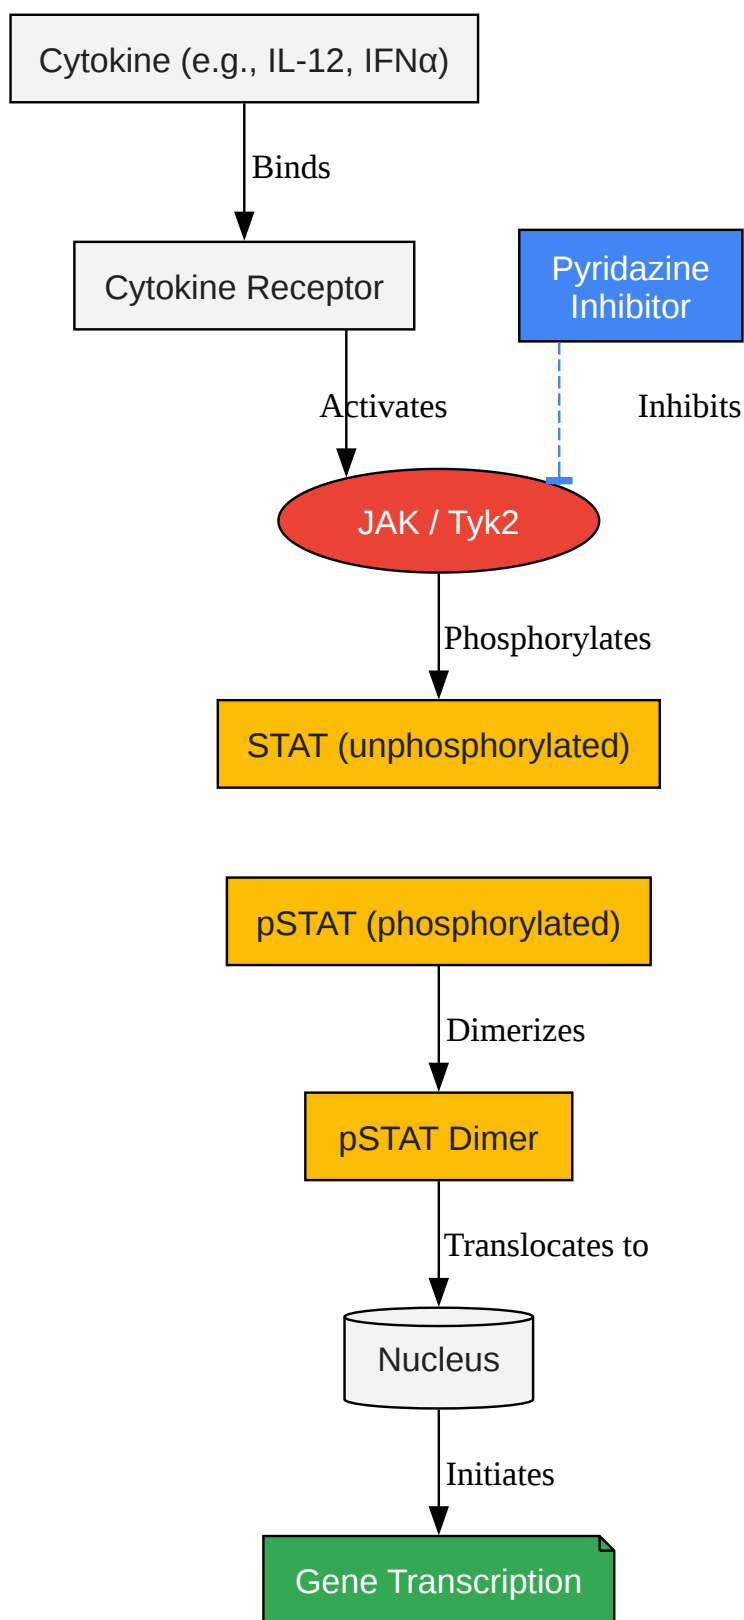 Cytokine (e.g., IL-12, IFNα)
Binds
Cytokine Receptor
Pyridazine
Inhibitor
Activates
Inhibits
JAK / Tyk2
Phosphorylates
STAT (unphosphorylated)
pSTAT (phosphorylated)
Dimerizes
pSTAT Dimer
Translocates to
Nucleus
Initiates
Gene Transcription